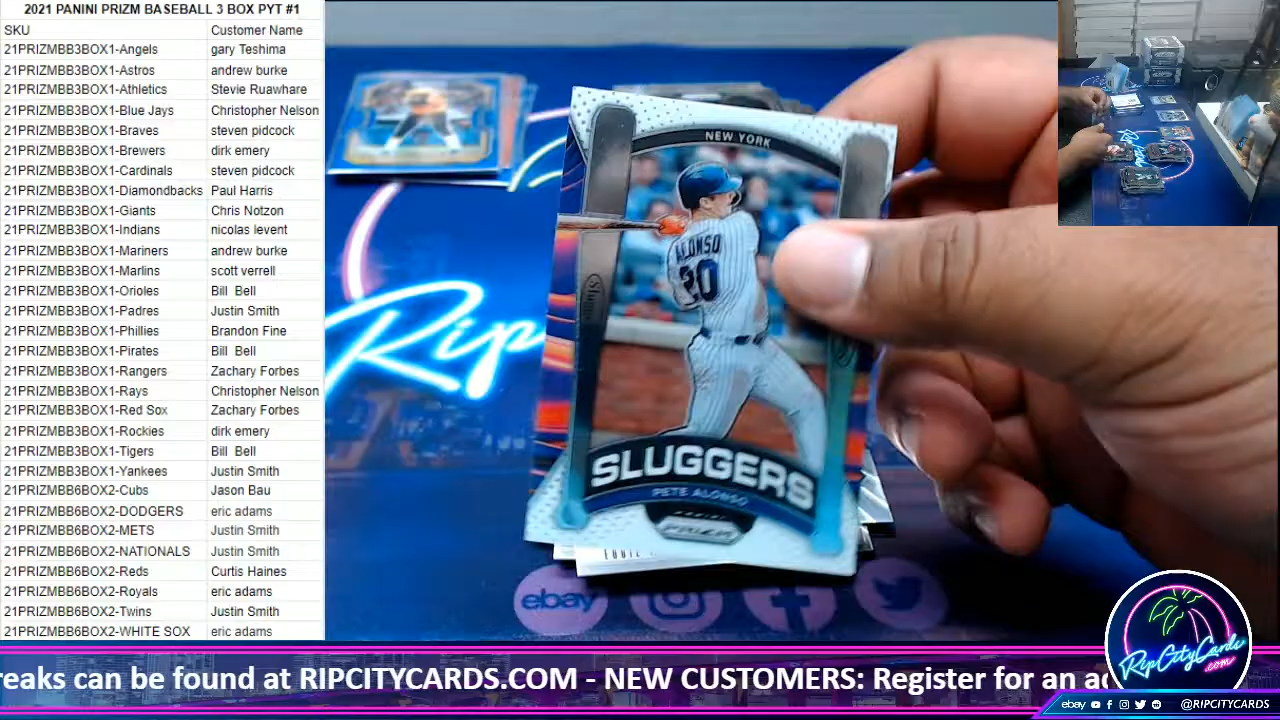 2021 PANINI PRIZM BASEBALL 3 BOX PYT #1
SKU Customer Name
21PRIZMBB3BOX1-Angels gary Teshima
21PRIZMBB3BOX1-Astros andrew burke
21PRIZMBB3BOX1-Athletics Stevie Ruawhare
21PRIZMBB3BOX1-Blue Jays Christopher Nelson
21PRIZMBB3BOX1-Braves steven pidcock
21PRIZMBB3BOX1-Brewers dirk emery
21PRIZMBB3BOX1-Cardinals steven pidcock
21PRIZMBB3BOX1-Diamondbacks Paul Harris
21PRIZMBB3BOX1-Giants Chris Notzon
21PRIZMBB3BOX1-Indians nicolas levent
21PRIZMBB3BOX1-Mariners andrew burke
21PRIZMBB3BOX1-Marlins scott verrell
21PRIZMBB3BOX1-Orioles Bill Bell
21PRIZMBB3BOX1-Padres Justin Smith
21PRIZMBB3BOX1-Phillies Brandon Fine
21PRIZMBB3BOX1-Pirates Bill Bell
21PRIZMBB3BOX1-Rangers Zachary Forbes
21PRIZMBB3BOX1-Rays Christopher Nelson
21PRIZMBB3BOX1-Red Sox Zachary Forbes
21PRIZMBB3BOX1-Rockies dirk emery
21PRIZMBB3BOX1-Tigers Bill Bell
21PRIZMBB3BOX1-Yankees Justin Smith
21PRIZMBB6BOX2-Cubs Jason Bau
21PRIZMBB6BOX2-DODGERS eric adams
21PRIZMBB6BOX2-METS Justin Smith
21PRIZMBB6BOX2-NATIONALS Justin Smith
21PRIZMBB6BOX2-Reds Curtis Haines
21PRIZMBB6BOX2-Royals eric adams
21PRIZMBB6BOX2-Twins Justin Smith
21PRIZMBB6BOX2-WHITE SOX eric adams
NEW YORK
ALONSO
20
SLUGGERS
PETE ALONSO
PANINI
PRIZM
Rip
ebay
RipCityCards
.com
reaks can be found at RIPCITYCARDS.COM - NEW CUSTOMERS: Register for an ac
ebay @RIPCITYCARDS